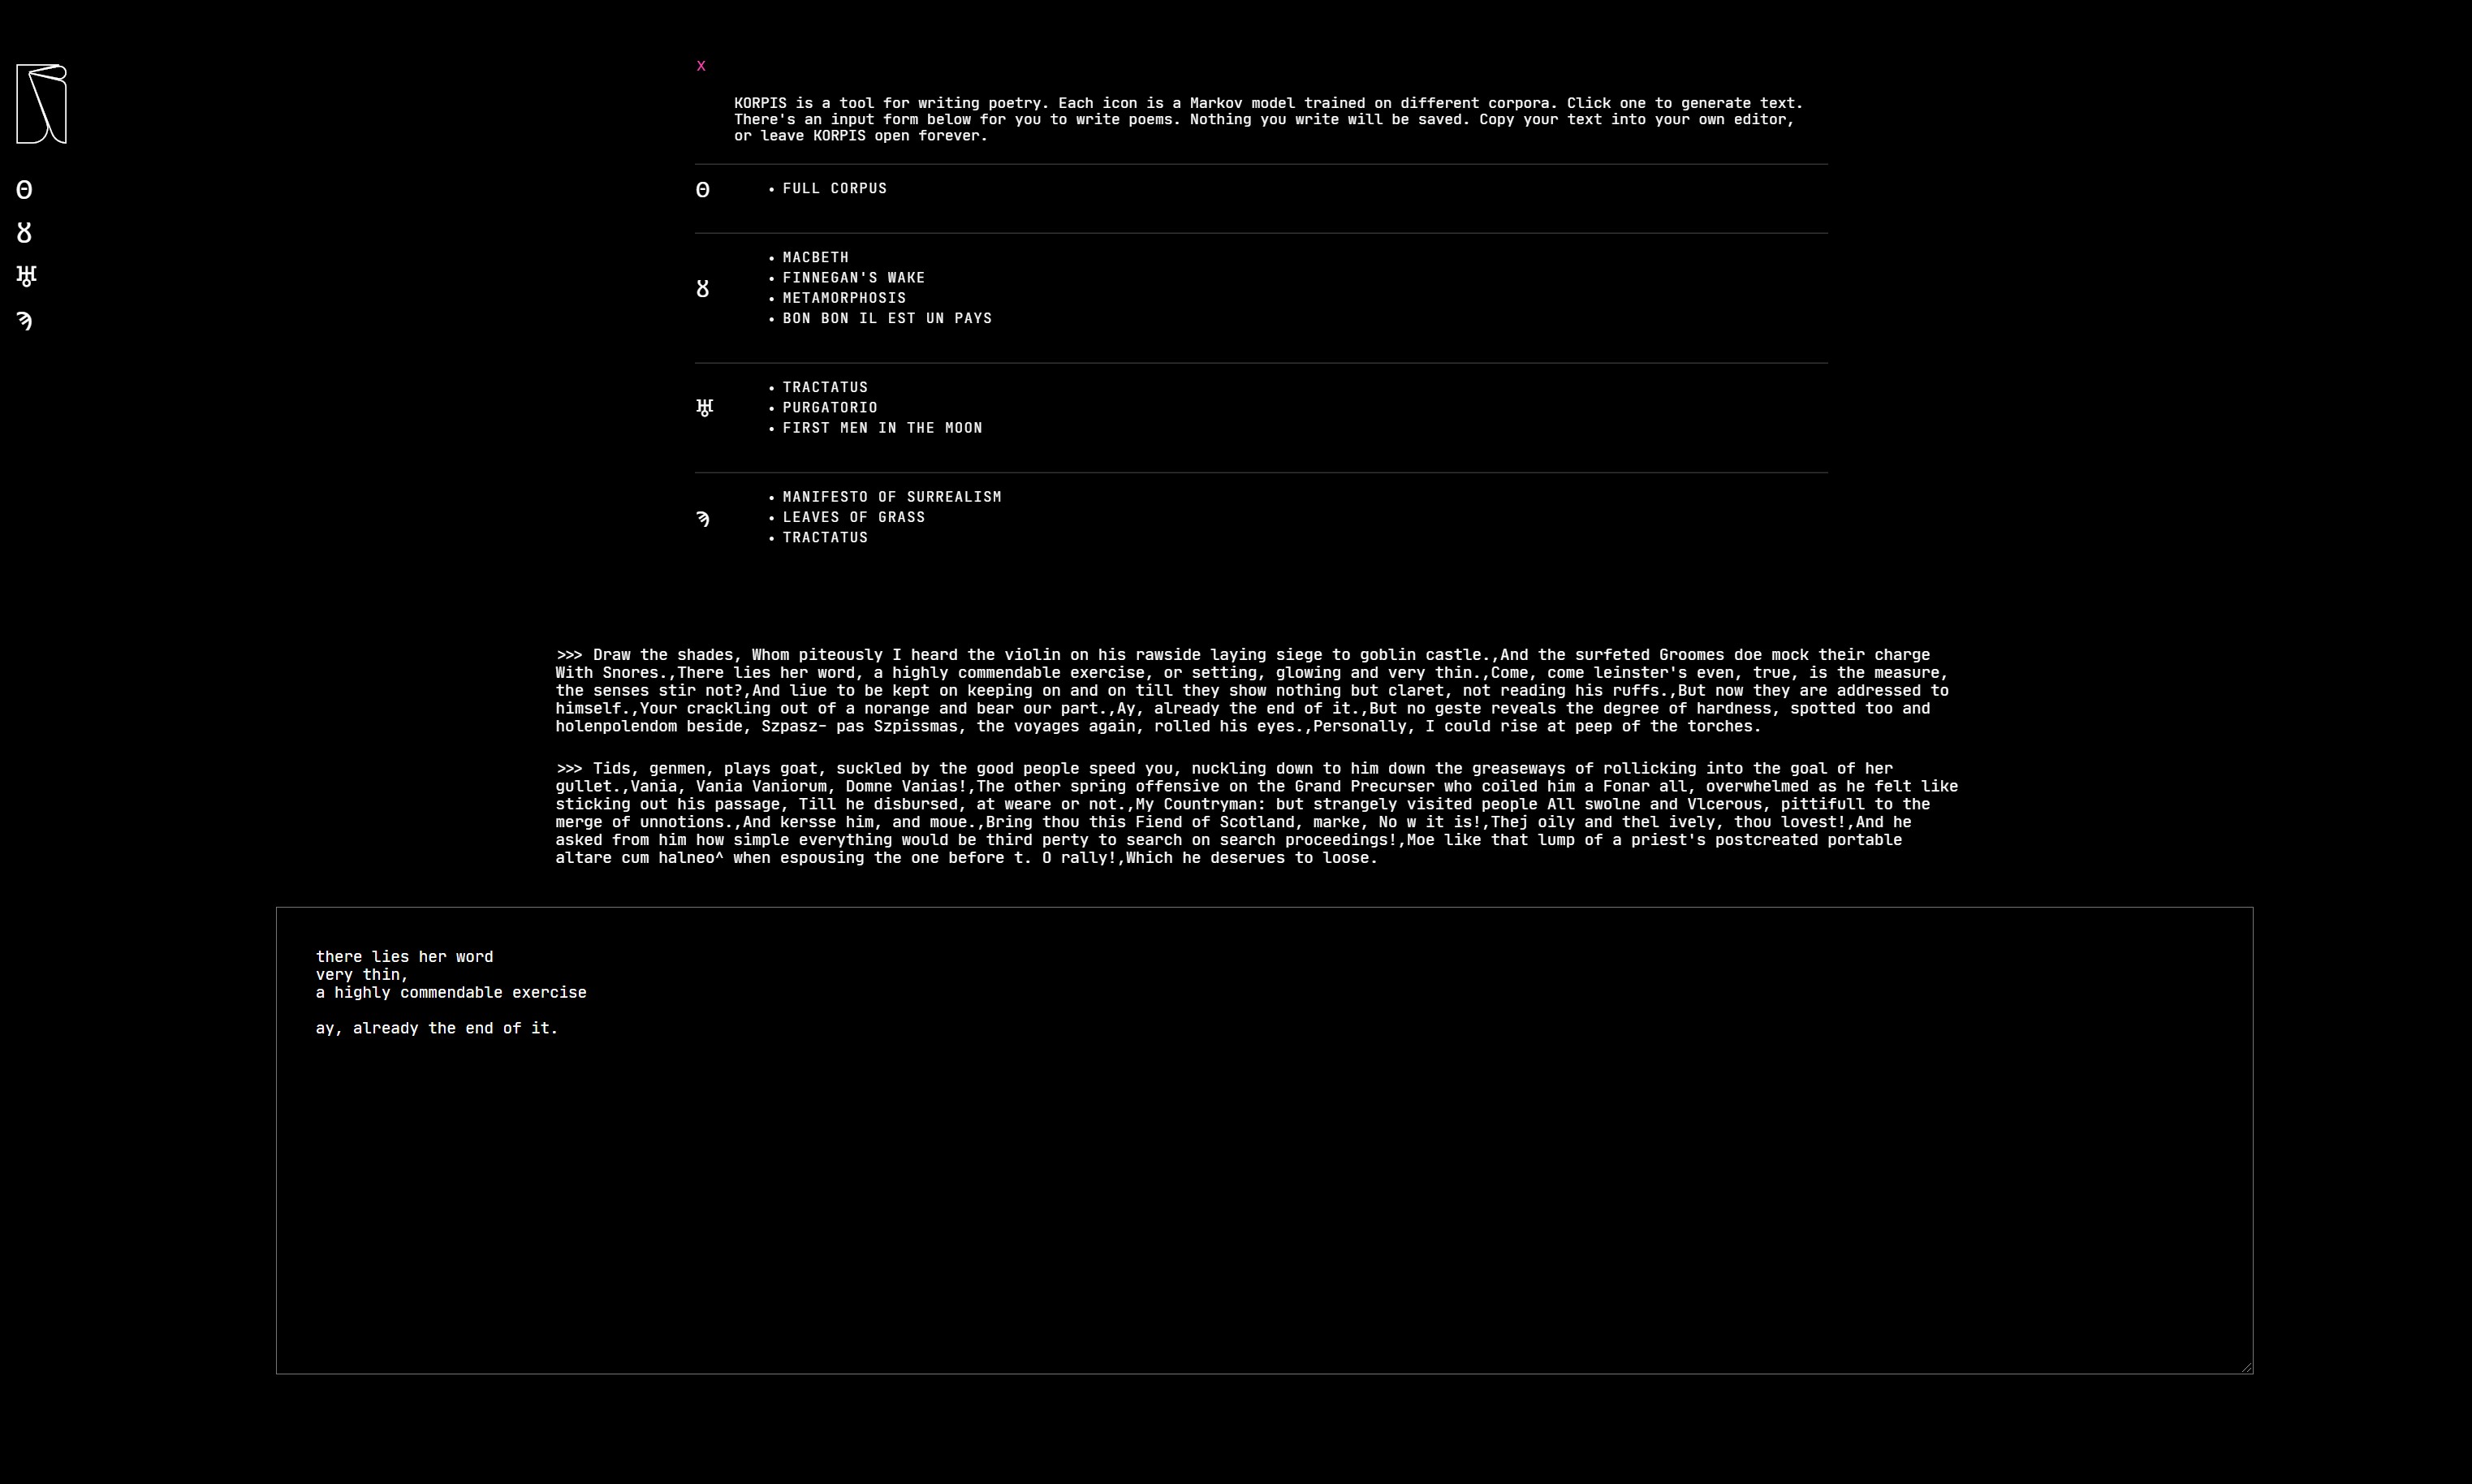 x
KORPIS is a tool for writing poetry. Each icon is a Markov model trained on different corpora. Click one to generate text.
There's an input form below for you to write poems. Nothing you write will be saved. Copy your text into your own editor,
or leave KORPIS open forever.
• FULL CORPUS
• MACBETH
• FINNEGAN'S WAKE
• METAMORPHOSIS
• BON BON IL EST UN PAYS
• TRACTATUS
• PURGATORIO
• FIRST MEN IN THE MOON
• MANIFESTO OF SURREALISM
• LEAVES OF GRASS
• TRACTATUS
>>> Draw the shades, Whom piteously I heard the violin on his rawside laying siege to goblin castle.,And the surfeted Groomes doe mock their charge
With Snores.,There lies her word, a highly commendable exercise, or setting, glowing and very thin.,Come, come leinster's even, true, is the measure,
the senses stir not?,And liue to be kept on keeping on and on till they show nothing but claret, not reading his ruffs.,But now they are addressed to
himself.,Your crackling out of a norange and bear our part.,Ay, already the end of it.,But no geste reveals the degree of hardness, spotted too and
holenpolendom beside, Szpasz- pas Szpissmas, the voyages again, rolled his eyes.,Personally, I could rise at peep of the torches.
>>> Tids, genmen, plays goat, suckled by the good people speed you, nuckling down to him down the greaseways of rollicking into the goal of her
gullet.,Vania, Vania Vaniorum, Domne Vanias!,The other spring offensive on the Grand Precurser who coiled him a Fonar all, overwhelmed as he felt like
sticking out his passage, Till he disbursed, at weare or not.,My Countryman: but strangely visited people All swolne and Vlcerous, pittifull to the
merge of unnotions.,And kersse him, and moue.,Bring thou this Fiend of Scotland, marke, No w it is!,Thej oily and thel ively, thou lovest!,And he
asked from him how simple everything would be third perty to search on search proceedings!,Moe like that lump of a priest's postcreated portable
altare cum halneo^ when espousing the one before t. O rally!,Which he deserues to loose.
there lies her word
very thin,
a highly commendable exercise
ay, already the end of it.